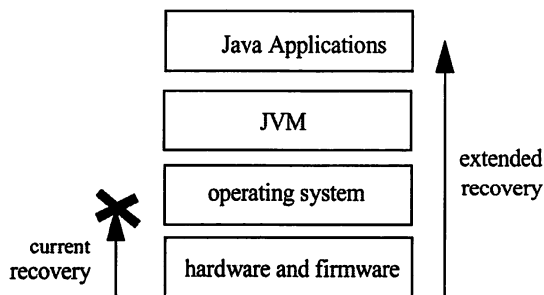 Java Applications
JVM
operating system
hardware and firmware
current
recovery
extended
recovery